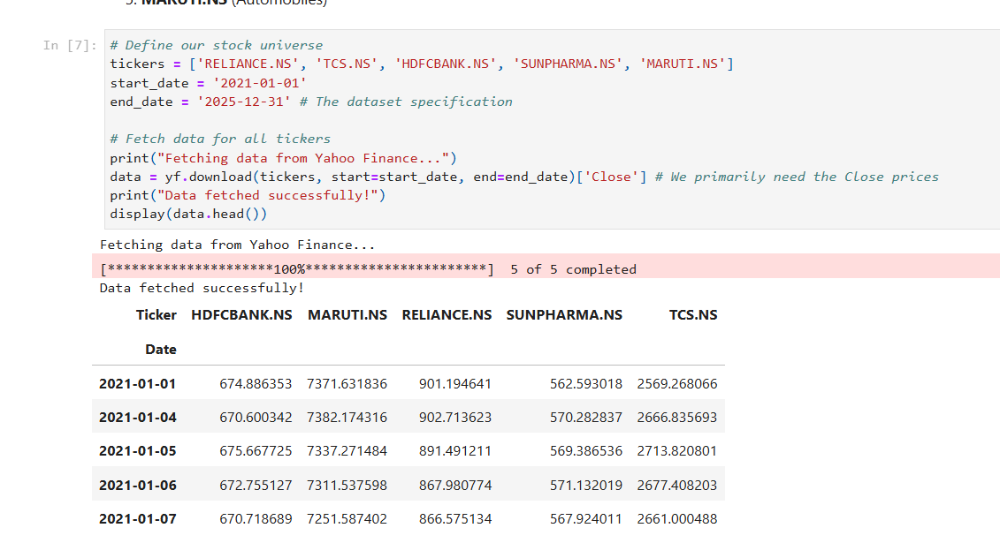 5. MARUTI.NS (Automobiles)
In [7]:
# Define our stock universe
tickers = ['RELIANCE.NS', 'TCS.NS', 'HDFCBANK.NS', 'SUNPHARMA.NS', 'MARUTI.NS']
start_date = '2021-01-01'
end_date = '2025-12-31' # The dataset specification
# Fetch data for all tickers
print("Fetching data from Yahoo Finance...")
data = yf.download(tickers, start=start_date, end=end_date)['Close'] # We primarily need the Close prices
print("Data fetched successfully!")
display(data.head())
Fetching data from Yahoo Finance...
[*********************100%***********************]  5 of 5 completed
Data fetched successfully!
Ticker HDFCBANK.NS MARUTI.NS RELIANCE.NS SUNPHARMA.NS TCS.NS
Date
2021-01-01 674.886353 7371.631836 901.194641 562.593018 2569.268066
2021-01-04 670.600342 7382.174316 902.713623 570.282837 2666.835693
2021-01-05 675.667725 7337.271484 891.491211 569.386536 2713.820801
2021-01-06 672.755127 7311.537598 867.980774 571.132019 2677.408203
2021-01-07 670.718689 7251.587402 866.575134 567.924011 2661.000488